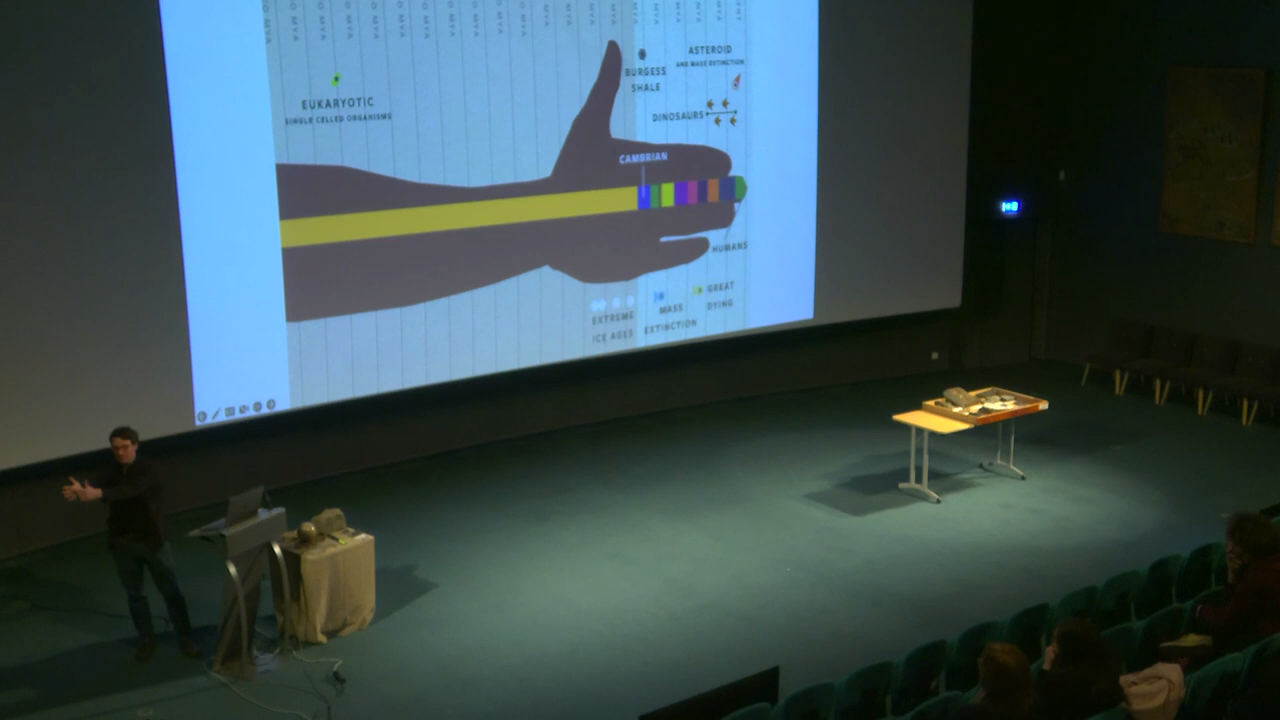 EUKARYOTIC
SINGLE CELLED ORGANISMS
BURGESS
SHALE
ASTEROID
AND MASS EXTINCTION
DINOSAURS
CAMBRIAN
HUMANS
EXTREME
ICE AGES
MASS
EXTINCTION
GREAT
DYING